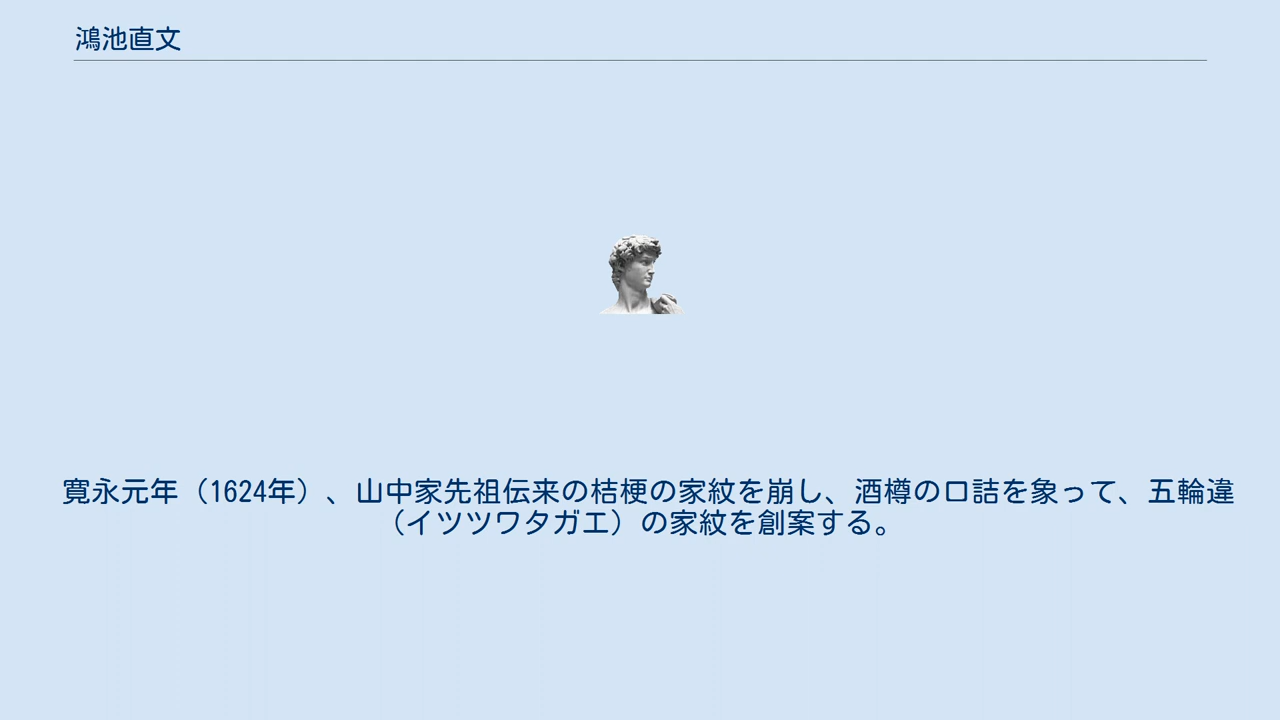 鴻池直文
寛永元年（1624年）、山中家先祖伝来の桔梗の家紋を崩し、酒樽の口詰を象って、五輪違
（イツツワタガエ）の家紋を創案する。